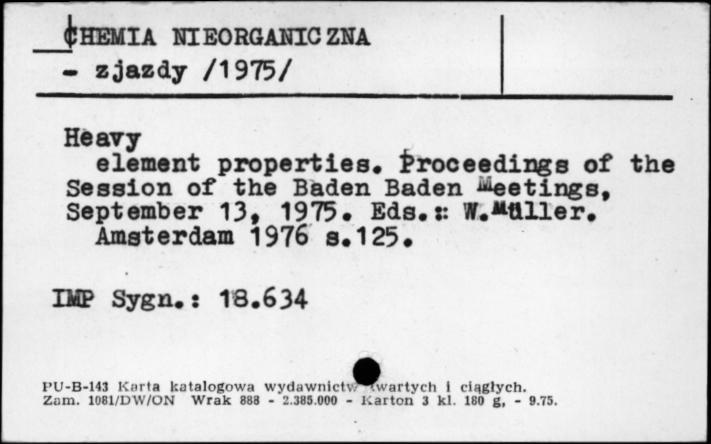 CHEMIA NIEORGANICZNA
- zjazdy /1975/
Heavy
element properties. Proceedings of the
Session of the Baden Baden Meetings,
September 13, 1975. Eds.: W.Müller.
Amsterdam 1976 s.125.
IMP Sygn.: 18.634
PU-B-143 Karta katalogowa wydawnictw zwartych i ciągłych.
Zam. 1081/DW/ON Wrak 888 - 2.385.000 - Karton 3 kl. 180 g, - 9.75.